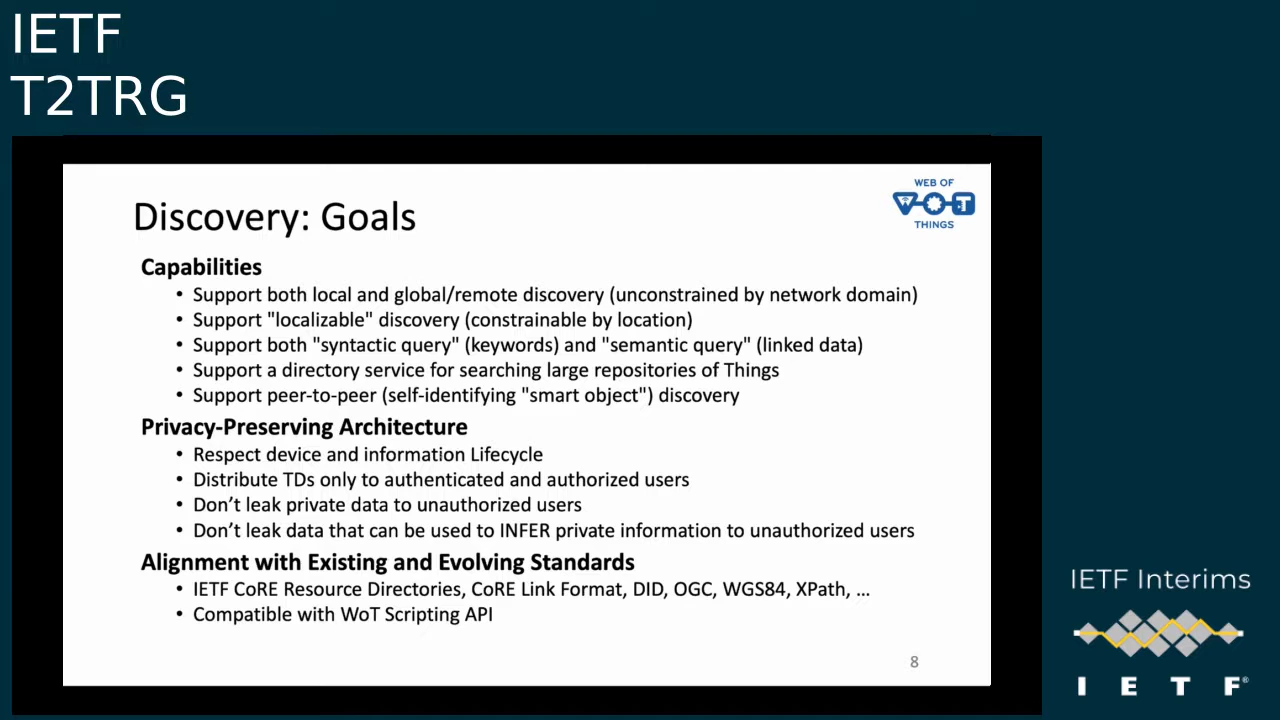 IETF
T2TRG
WEB OF
WOT
THINGS
Discovery: Goals
Capabilities
• Support both local and global/remote discovery (unconstrained by network domain)
• Support "localizable" discovery (constrainable by location)
• Support both "syntactic query" (keywords) and "semantic query" (linked data)
• Support a directory service for searching large repositories of Things
• Support peer-to-peer (self-identifying "smart object") discovery
Privacy-Preserving Architecture
• Respect device and information Lifecycle
• Distribute TDs only to authenticated and authorized users
• Don’t leak private data to unauthorized users
• Don’t leak data that can be used to INFER private information to unauthorized users
Alignment with Existing and Evolving Standards
• IETF CoRE Resource Directories, CoRE Link Format, DID, OGC, WGS84, XPath, ...
• Compatible with WoT Scripting API
8
IETF Interims
I E T F®